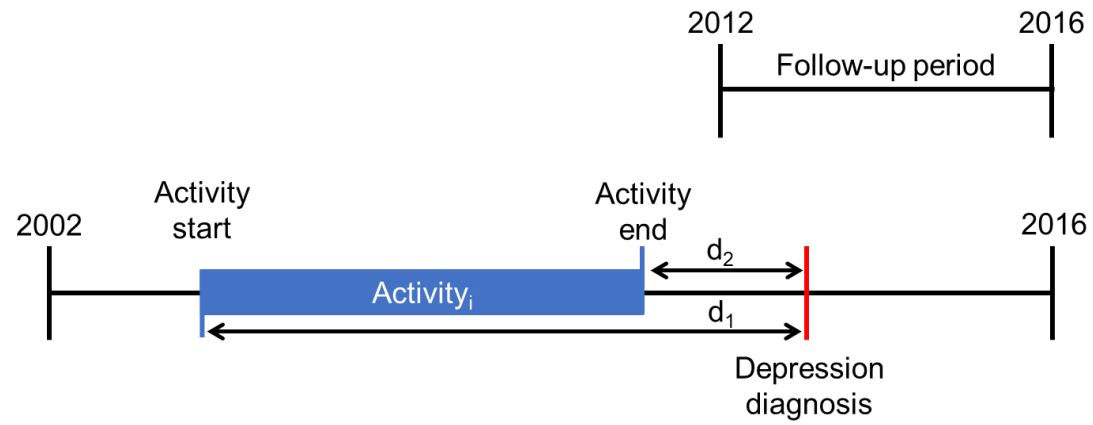 2012
2016
Follow-up period
Activity
start
Activity
end
2002
2016
d₂
Activityᵢ
d₁
Depression
diagnosis